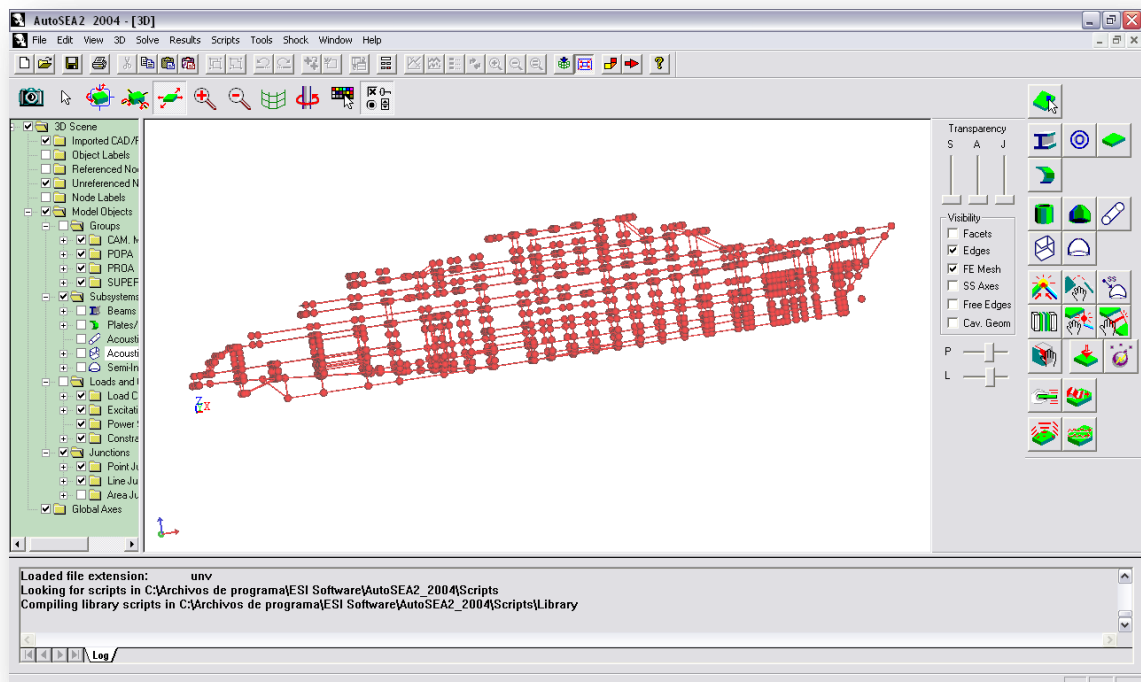 AutoSEA2 2004 - [3D]
File Edit View 3D Solve Results Scripts Tools Shock Window Help
3D Scene
Imported CAD/F
Object Labels
Referenced No
Unreferenced N
Node Labels
Model Objects
Groups
CAM. M
POPA
PROA
SUPER
Subsystems
Beams
Plates/
Acousti
Acousti
Semi-In
Loads and
Load C
Excitati
Power S
Constra
Junctions
Point Ju
Line Ju
Area Ju
Global Axes
Z
X
Transparency
S A J
Visibility
Facets
Edges
FE Mesh
SS Axes
Free Edges
Cav. Geom
P
L
SS
Loaded file extension: unv
Looking for scripts in C:\Archivos de programa\ESI Software\AutoSEA2_2004\Scripts
Compiling library scripts in C:\Archivos de programa\ESI Software\AutoSEA2_2004\Scripts\Library
Log